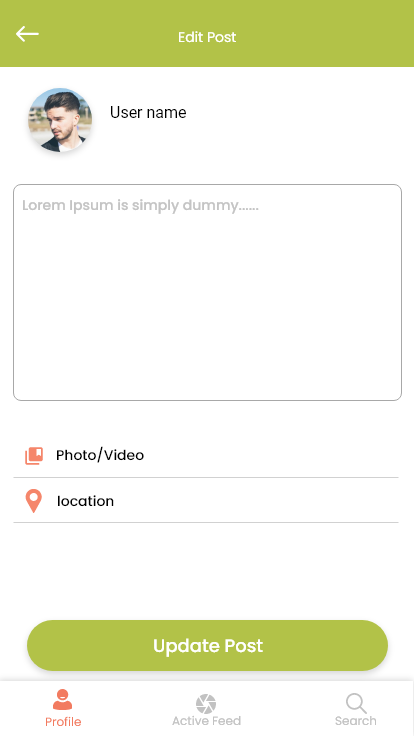 Edit Post
User name
Lorem Ipsum is simply dummy......
Photo/Video
location
Update Post
Profile
Active Feed
Search